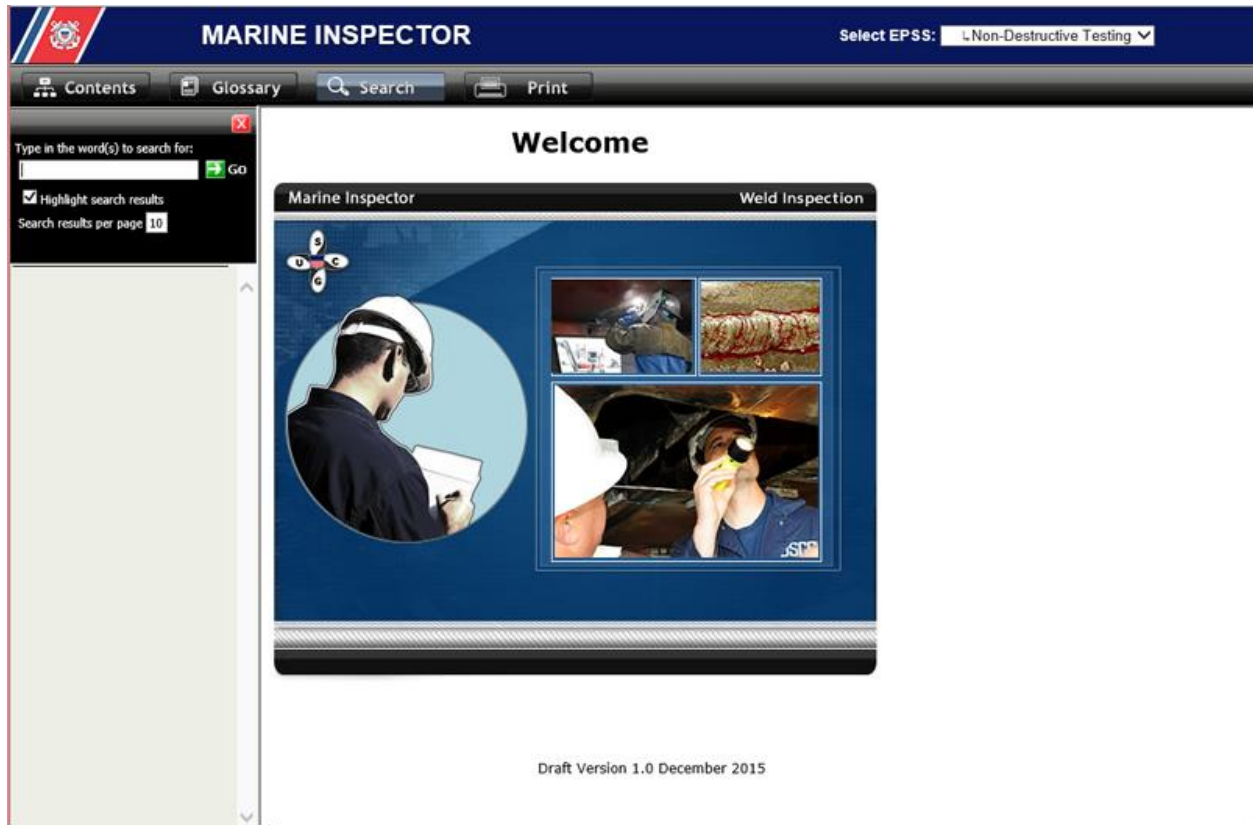 MARINE INSPECTOR
Select EPSS: ↳Non-Destructive Testing
Contents Glossary Search Print
Type in the word(s) to search for:
Go
Highlight search results
Search results per page 10
Welcome
Marine Inspector Weld Inspection
S
U C
G
USCG
Draft Version 1.0 December 2015